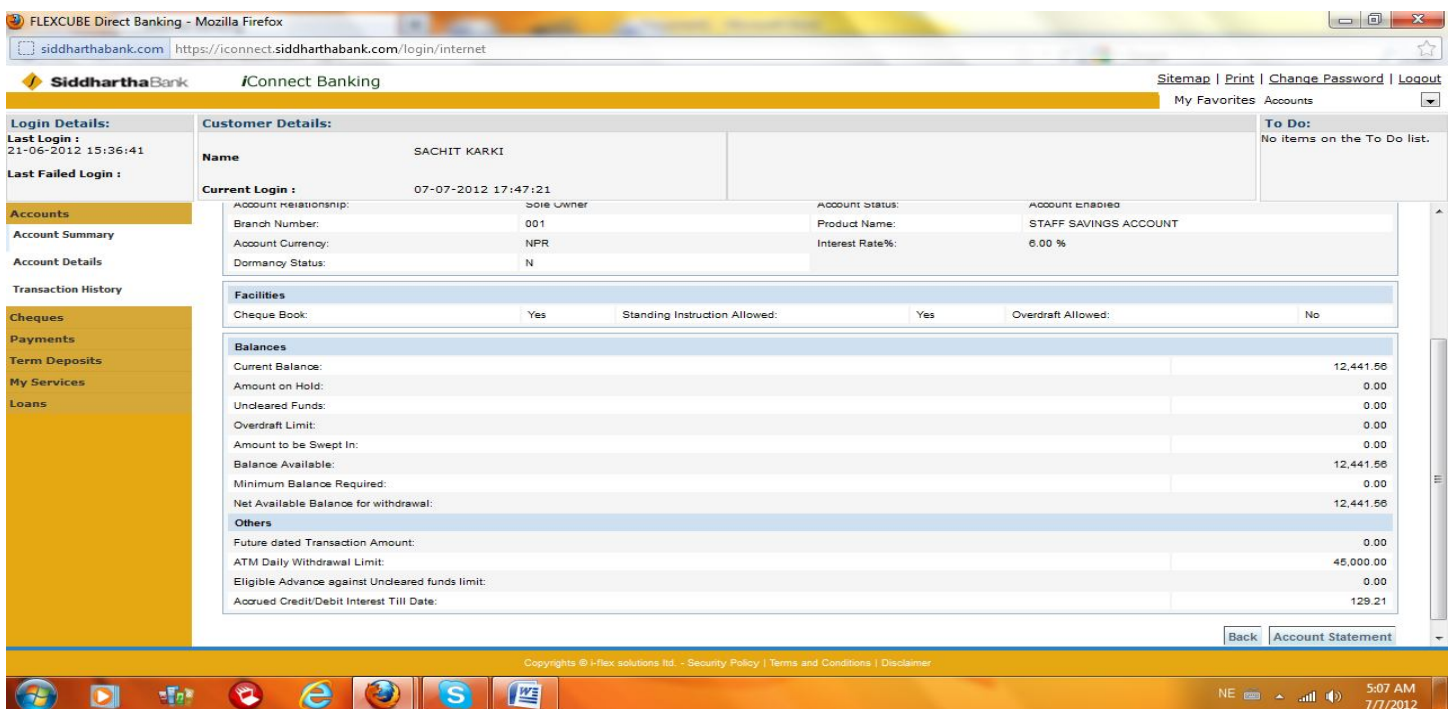 FLEXCUBE Direct Banking - Mozilla Firefox
siddharthabank.com https://iconnect.siddharthabank.com/login/internet
SiddharthaBank iConnect Banking Sitemap | Print | Change Password | Logout
My Favorites Accounts
Login Details: Customer Details: To Do:
Last Login :
21-06-2012 15:36:41
Last Failed Login :
Name SACHIT KARKI
Current Login : 07-07-2012 17:47:21
No items on the To Do list.
Accounts
Account Summary
Account Details
Transaction History
Cheques
Payments
Term Deposits
My Services
Loans
Account Relationship: Sole Owner Account Status: Account Enabled
Branch Number: 001 Product Name: STAFF SAVINGS ACCOUNT
Account Currency: NPR Interest Rate%: 6.00 %
Dormancy Status: N
Facilities
Cheque Book: Yes Standing Instruction Allowed: Yes Overdraft Allowed: No
Balances
Current Balance: 12,441.56
Amount on Hold: 0.00
Uncleared Funds: 0.00
Overdraft Limit: 0.00
Amount to be Swept In: 0.00
Balance Available: 12,441.56
Minimum Balance Required: 0.00
Net Available Balance for withdrawal: 12,441.56
Others
Future dated Transaction Amount: 0.00
ATM Daily Withdrawal Limit: 45,000.00
Eligible Advance against Uncleared funds limit: 0.00
Accrued Credit/Debit Interest Till Date: 129.21
Back Account Statement
Copyrights © i-flex solutions ltd. - Security Policy | Terms and Conditions | Disclaimer
NE 5:07 AM
7/7/2012